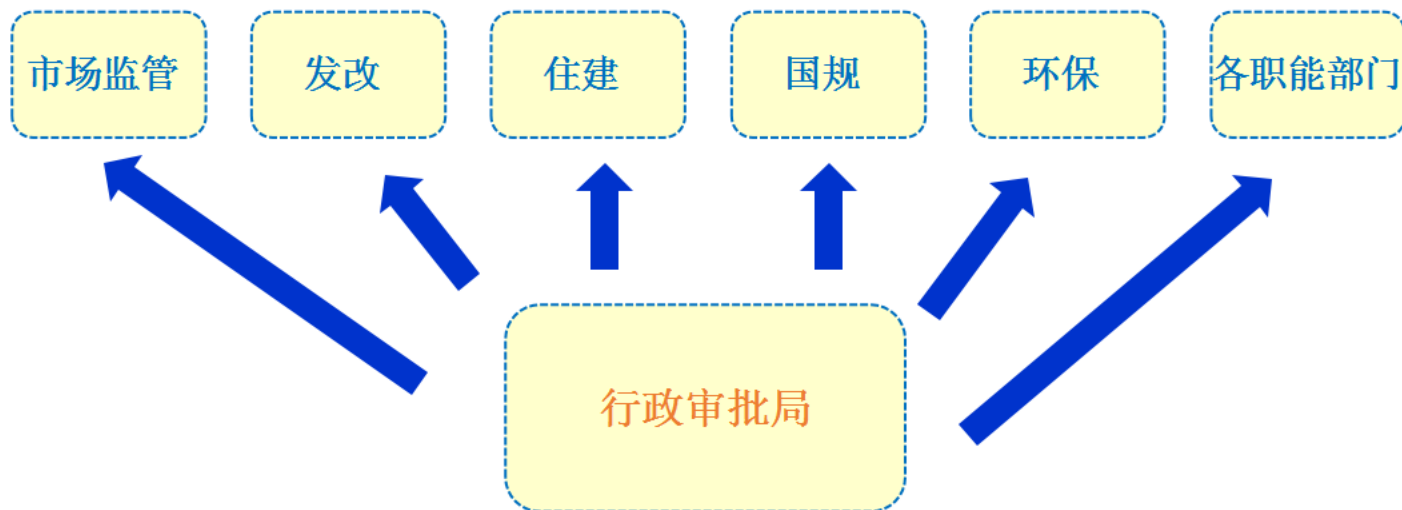 市场监管
发改
住建
国规
环保
各职能部门
行政审批局